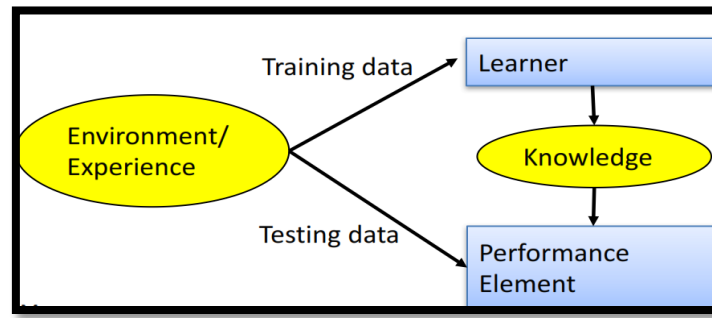 Training data
Learner
Environment/
Experience
Knowledge
Testing data
Performance
Element